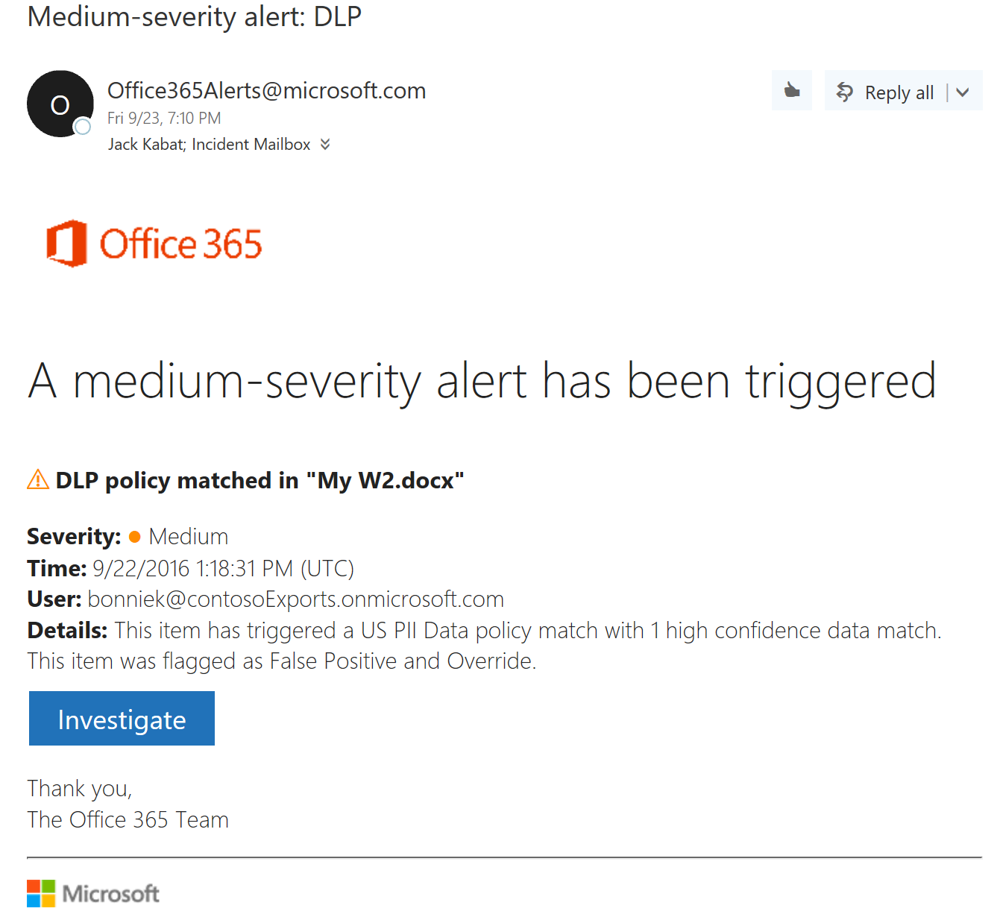 Medium-severity alert: DLP
O
Office365Alerts@microsoft.com
Reply all
Fri 9/23, 7:10 PM
Jack Kabat; Incident Mailbox
Office 365
A medium-severity alert has been triggered
DLP policy matched in "My W2.docx"
Severity: Medium
Time: 9/22/2016 1:18:31 PM (UTC)
User: bonniek@contosoExports.onmicrosoft.com
Details: This item has triggered a US PII Data policy match with 1 high confidence data match.
This item was flagged as False Positive and Override.
Investigate
Thank you,
The Office 365 Team
Microsoft